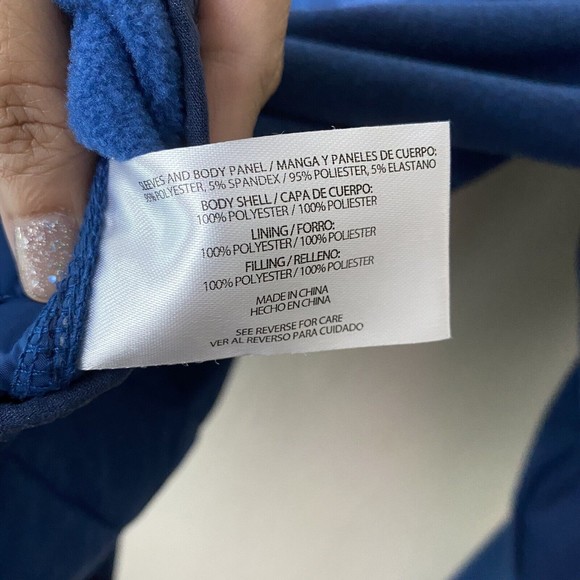 SLEEVES AND BODY PANEL / MANGA Y PANELES DE CUERPO:
95% POLYESTER, 5% SPANDEX / 95% POLIESTER, 5% ELASTANO
BODY SHELL / CAPA DE CUERPO:
100% POLYESTER / 100% POLIESTER
LINING / FORRO:
100% POLYESTER / 100% POLIESTER
FILLING / RELLENO:
100% POLYESTER / 100% POLIESTER
MADE IN CHINA
HECHO EN CHINA
SEE REVERSE FOR CARE
VER AL REVERSO PARA CUIDADO